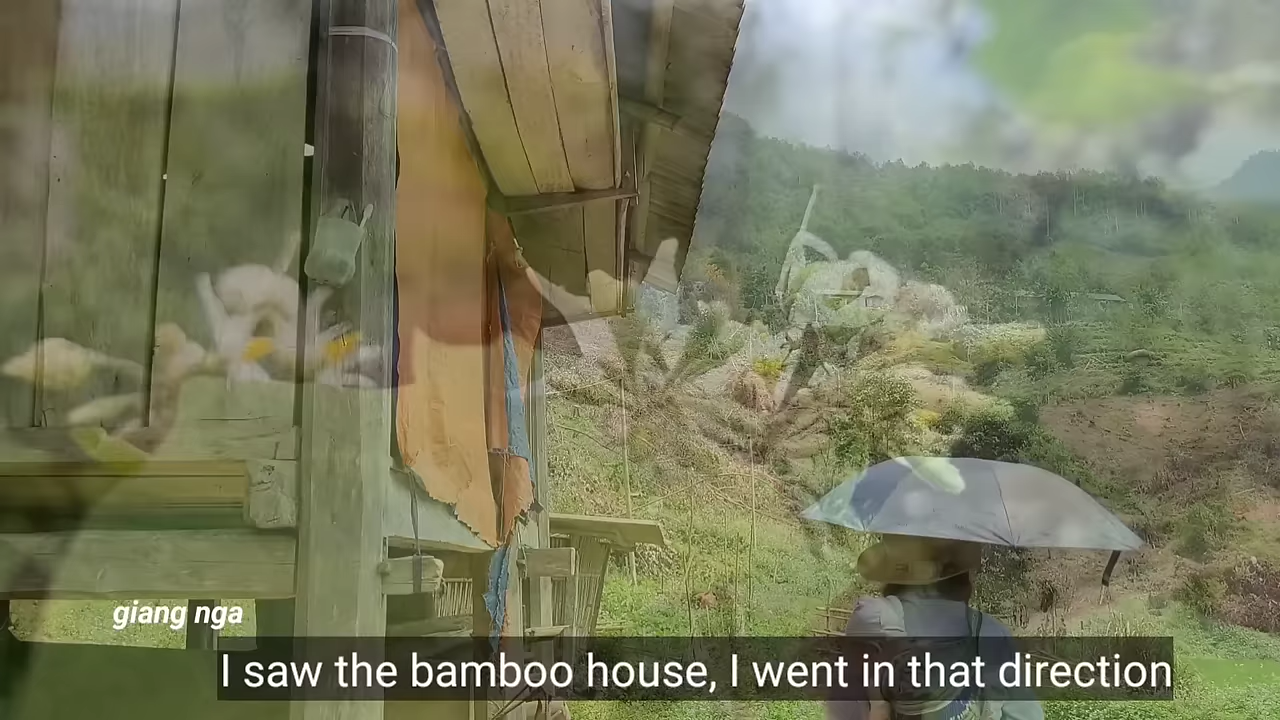 giang nga
I saw the bamboo house, I went in that direction